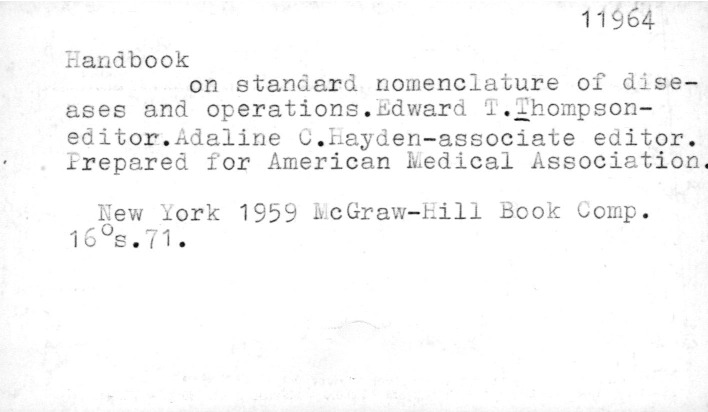 11964
Handbook
on standard nomenclature of dise-
ases and operations.Edward T.Thompson-
editor.Adaline C.Hayden-associate editor.
Prepared for American Medical Association.
New York 1959 McGraw-Hill Book Comp.
16°s.71.